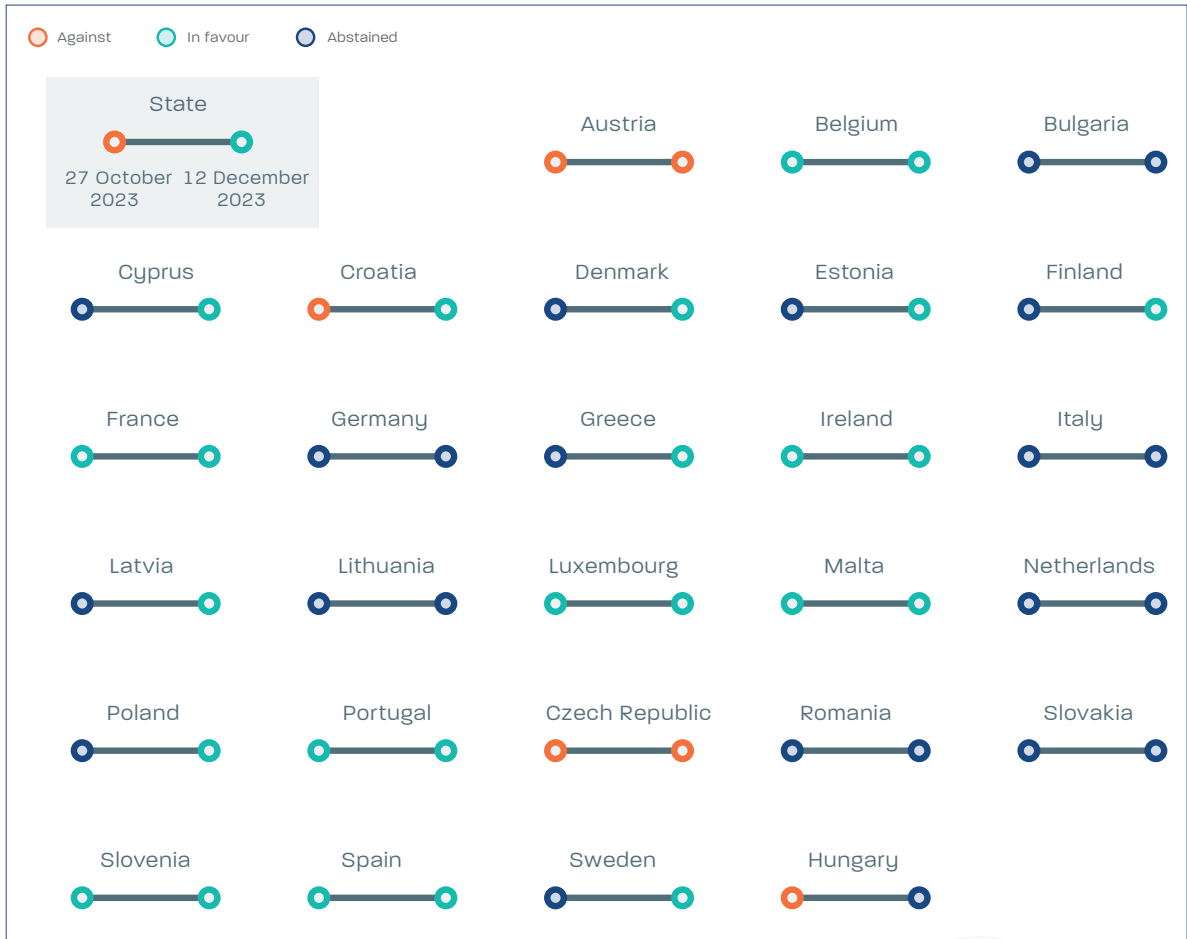 Against
In favour
Abstained
State
27 October
2023
12 December
2023
Austria
Belgium
Bulgaria
Cyprus
Croatia
Denmark
Estonia
Finland
France
Germany
Greece
Ireland
Italy
Latvia
Lithuania
Luxembourg
Malta
Netherlands
Poland
Portugal
Czech Republic
Romania
Slovakia
Slovenia
Spain
Sweden
Hungary